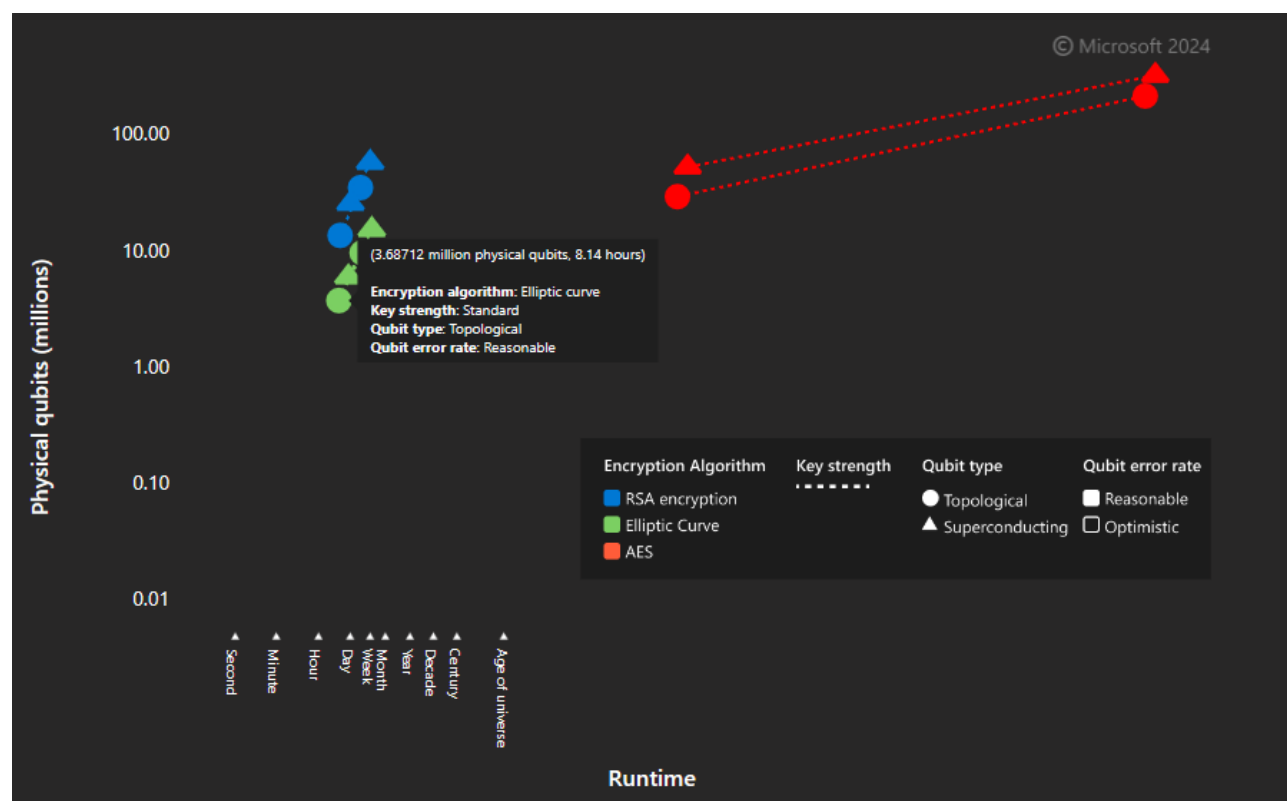 © Microsoft 2024
100.00
10.00
1.00
0.10
0.01
Physical qubits (millions)
(3.68712 million physical qubits, 8.14 hours)
Encryption algorithm: Elliptic curve
Key strength: Standard
Qubit type: Topological
Qubit error rate: Reasonable
Encryption Algorithm
RSA encryption
Elliptic Curve
AES
Key strength
Qubit type
Topological
Superconducting
Qubit error rate
Reasonable
Optimistic
Second
Minute
Hour
Day
Week
Month
Year
Decade
Century
Age of universe
Runtime